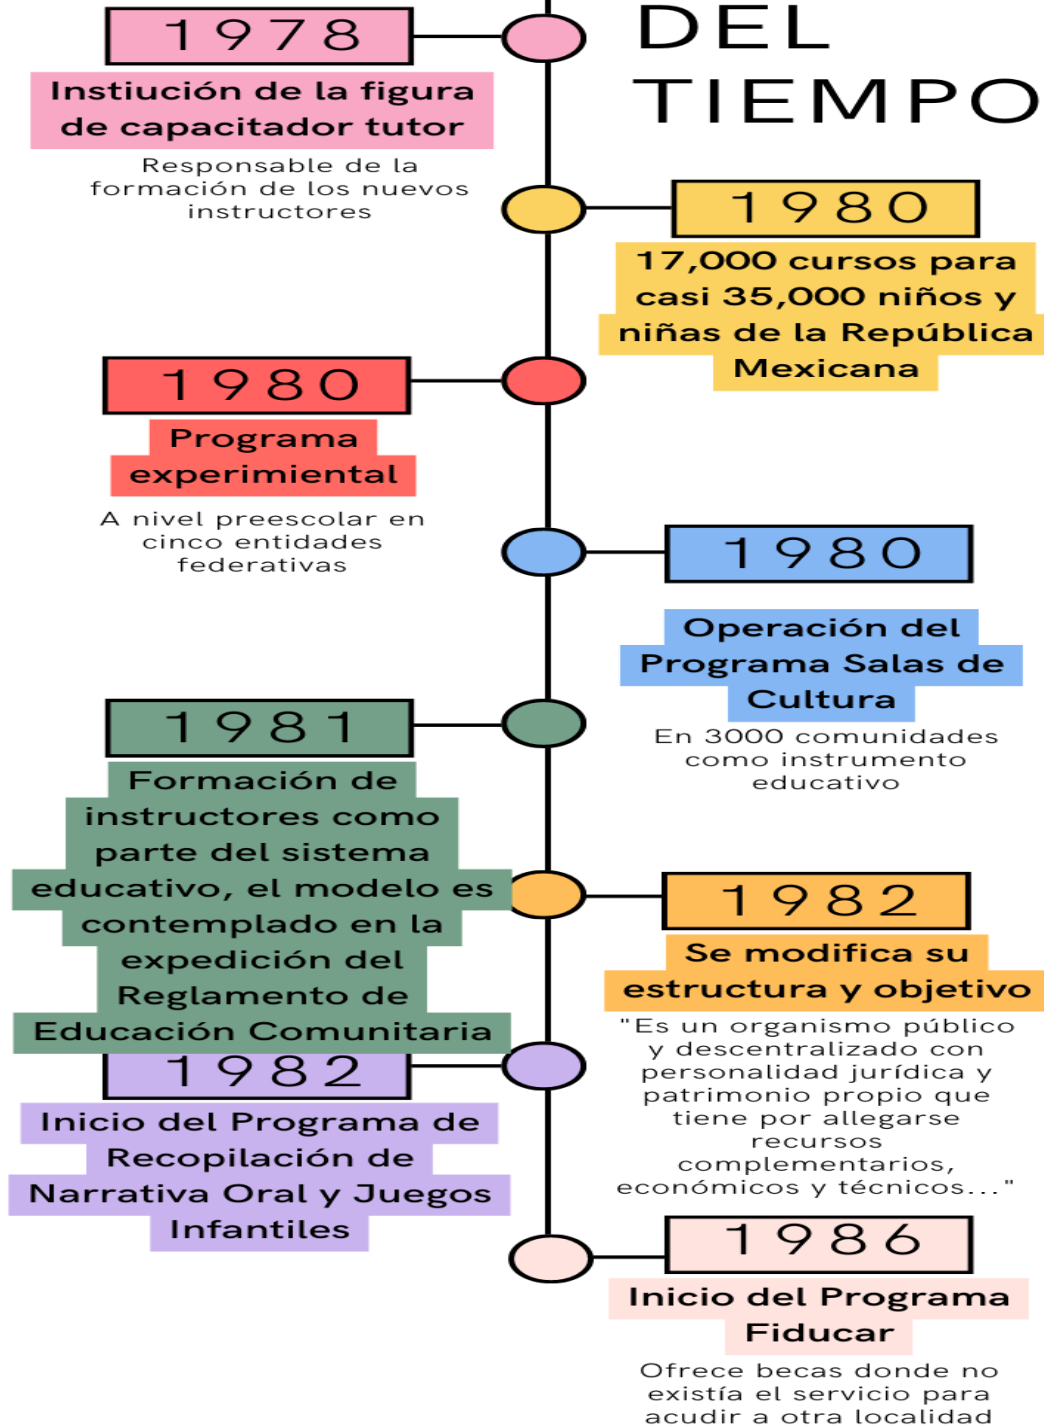 DEL
TIEMPO
1978
Instiución de la figura
de capacitador tutor
Responsable de la
formación de los nuevos
instructores
1980
17,000 cursos para
casi 35,000 niños y
niñas de la República
Mexicana
1980
Programa
experimiental
A nivel preescolar en
cinco entidades
federativas
1980
Operación del
Programa Salas de
Cultura
En 3000 comunidades
como instrumento
educativo
1981
Formación de
instructores como
parte del sistema
educativo, el modelo es
contemplado en la
expedición del
Reglamento de
Educación Comunitaria
1982
Se modifica su
estructura y objetivo
"Es un organismo público
y descentralizado con
personalidad jurídica y
patrimonio propio que
tiene por allegarse
recursos
complementarios,
económicos y técnicos..."
1982
Inicio del Programa de
Recopilación de
Narrativa Oral y Juegos
Infantiles
1986
Inicio del Programa
Fiducar
Ofrece becas donde no
existía el servicio para
acudir a otra localidad